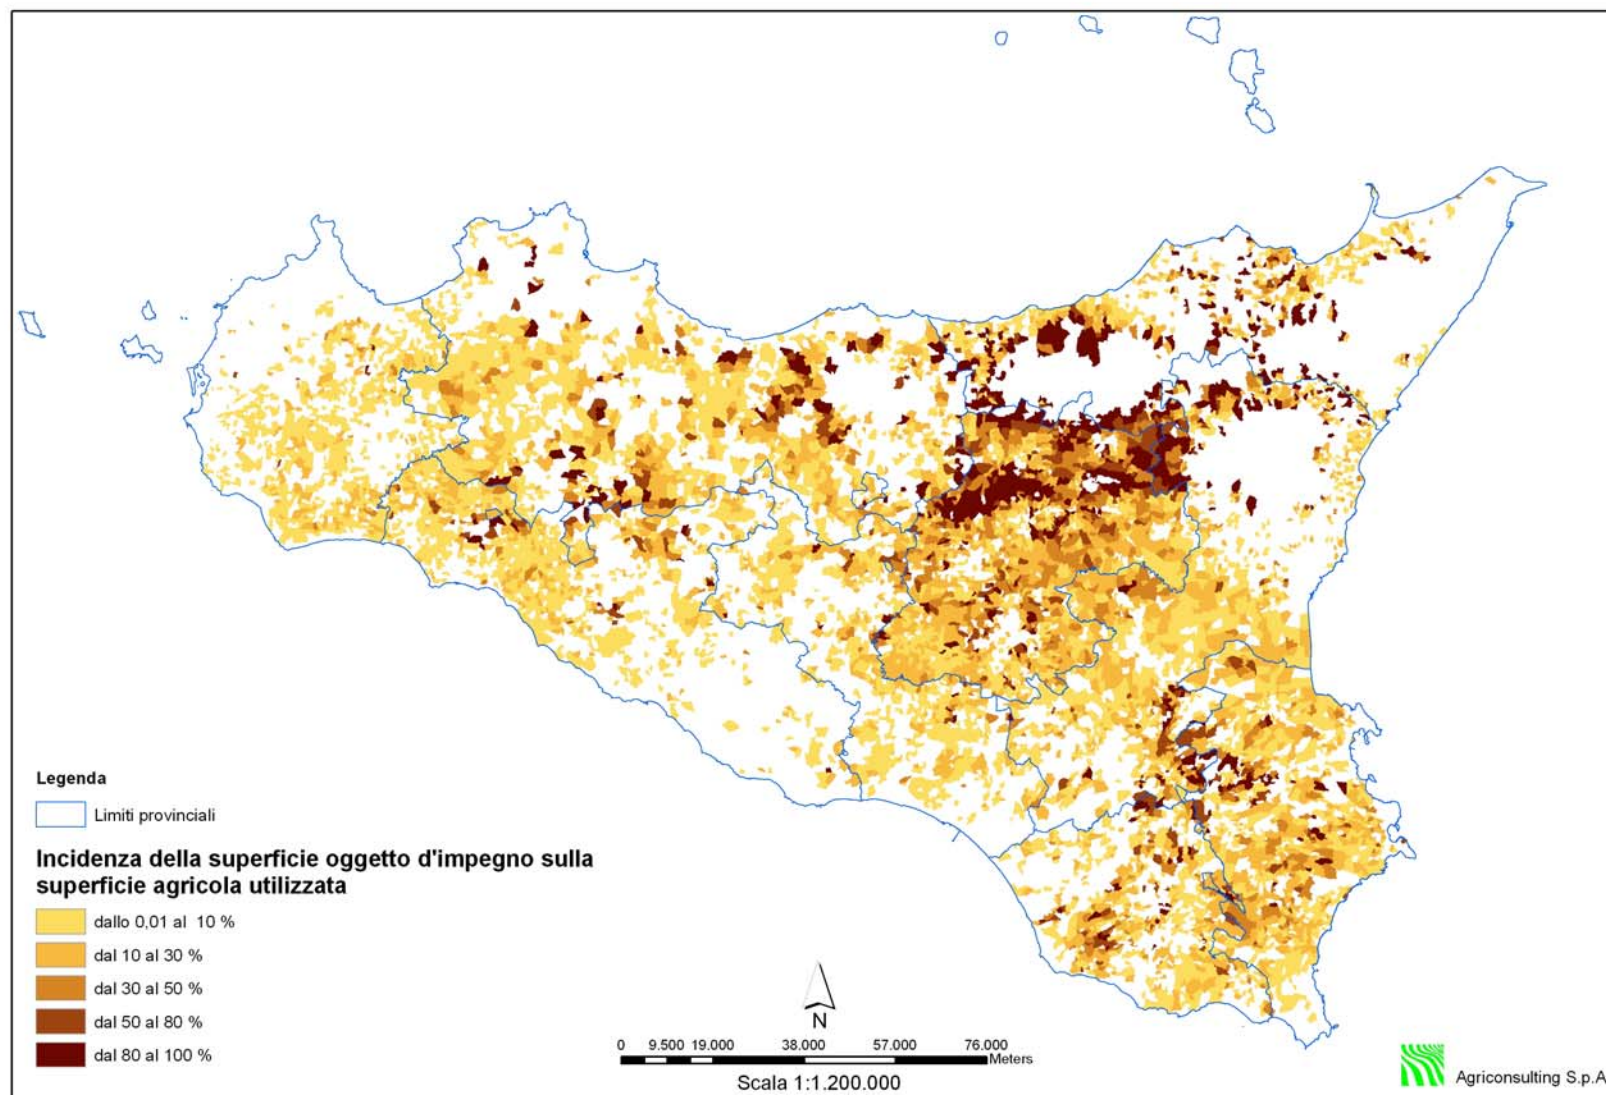 Legenda
Limiti provinciali
Incidenza della superficie oggetto d'impegno sulla
superficie agricola utilizzata
dallo 0,01 al 10 %
dal 10 al 30 %
dal 30 al 50 %
dal 50 al 80 %
dal 80 al 100 %
N
0 9.500 19.000 38.000 57.000 76.000
Meters
Scala 1:1.200.000
Agriconsulting S.p.A